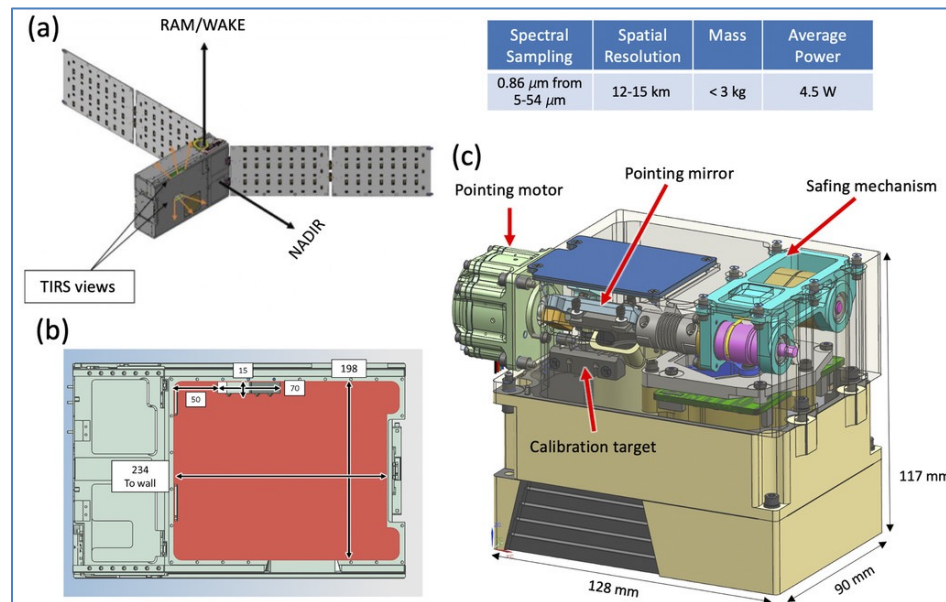 (a)
RAM/WAKE
NADIR
TIRS views
Spectral
Sampling
Spatial
Resolution
Mass
Average
Power
0.86 μm from
5-54 μm
12-15 km
< 3 kg
4.5 W
(b)
15
198
50
70
234
To wall
(c)
Pointing motor
Pointing mirror
Safing mechanism
Calibration target
117 mm
90 mm
128 mm